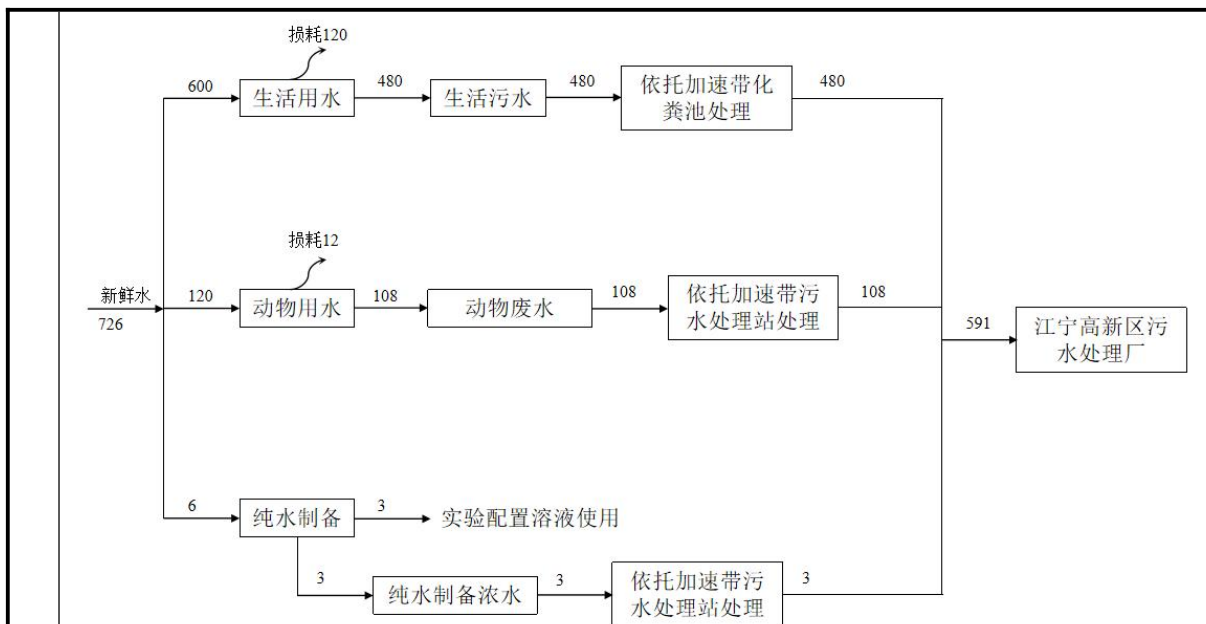 损耗120
600
生活用水
480
生活污水
480
依托加速带化
粪池处理
480
损耗12
新鲜水
726
120
动物用水
108
动物废水
108
依托加速带污
水处理站处理
108
591
江宁高新区污
水处理厂
6
纯水制备
3
实验配置溶液使用
3
纯水制备浓水
3
依托加速带污
水处理站处理
3